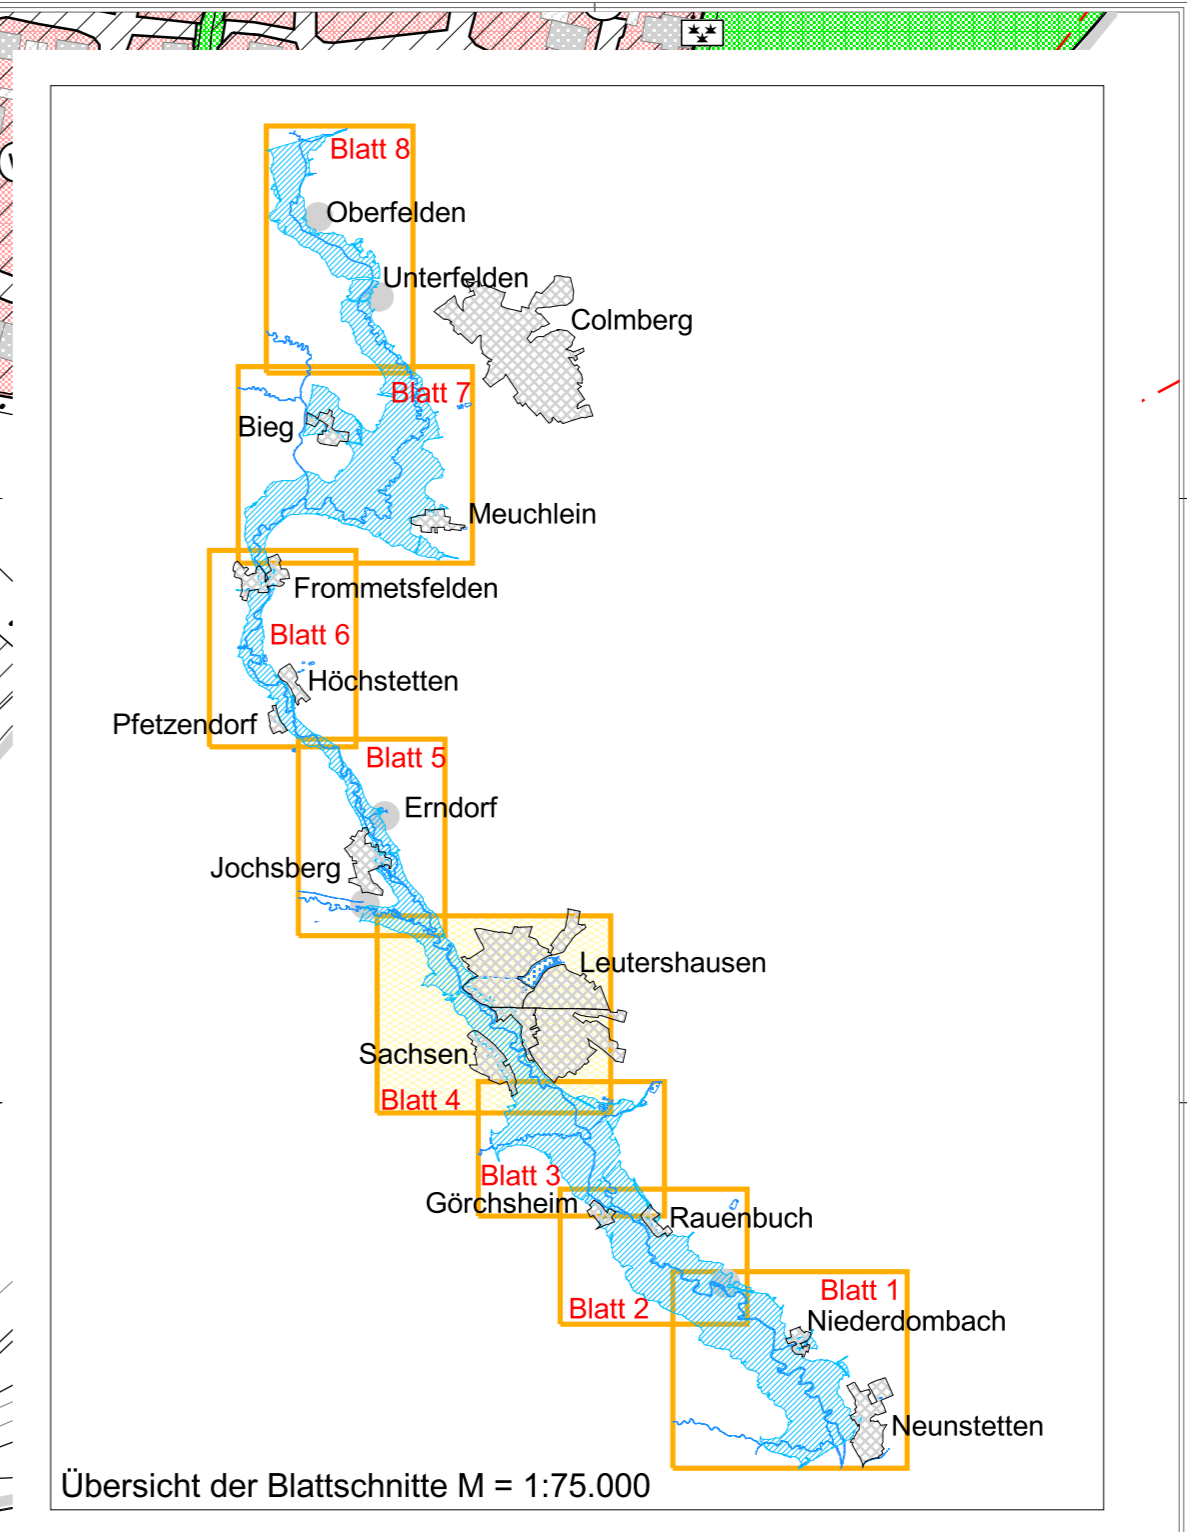 Blatt 8
Oberfelden
Unterfelden
Colmberg
Blatt 7
Bieg
Meuchlein
Frommetsfelden
Blatt 6
Höchstetten
Pfetzendorf
Blatt 5
Erndorf
Jochsberg
Leutershausen
Sachsen
Blatt 4
Blatt 3
Görchsheim
Rauenbuch
Blatt 1
Blatt 2
Niederdombach
Neunstetten
Übersicht der Blattschnitte M = 1:75.000